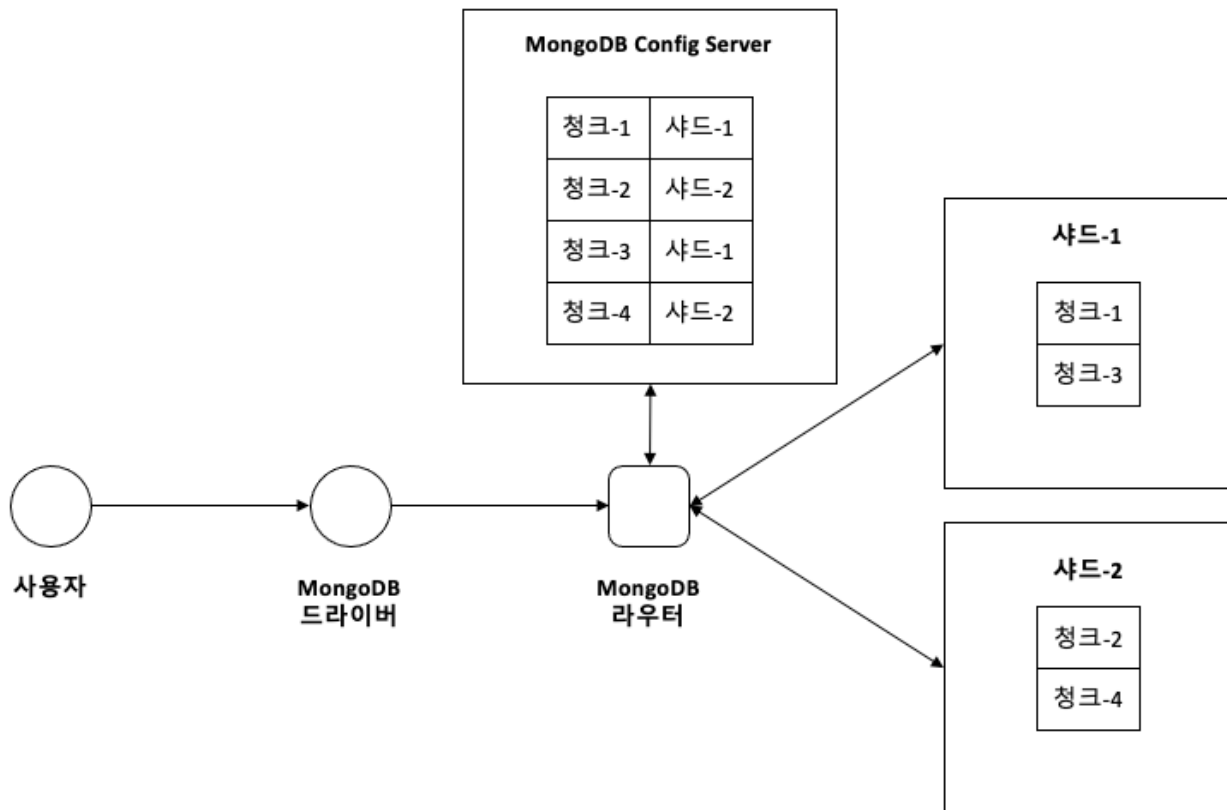 MongoDB Config Server
청크-1 샤드-1
청크-2 샤드-2
청크-3 샤드-1
청크-4 샤드-2
샤드-1
청크-1
청크-3
사용자
MongoDB
드라이버
MongoDB
라우터
샤드-2
청크-2
청크-4